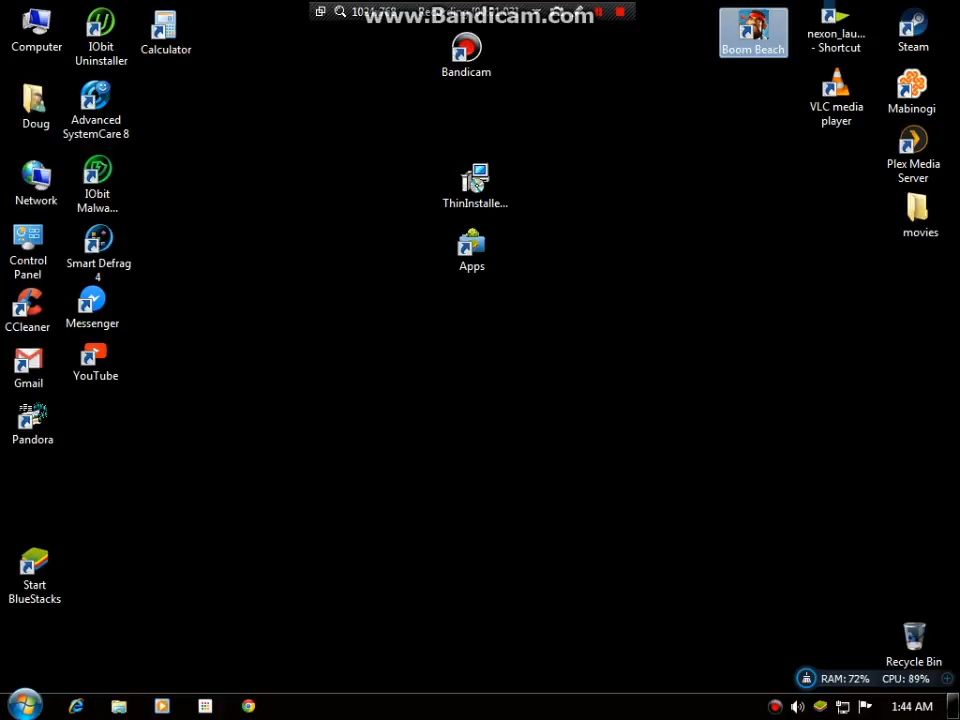 www.Bandicam.com
Computer
IObit
Uninstaller
Calculator
Bandicam
Boom Beach
nexon_lau...
- Shortcut
Steam
Doug
Advanced
SystemCare 8
VLC media
player
Mabinogi
Network
IObit
Malwa...
ThinInstalle...
Plex Media
Server
Control
Panel
Smart Defrag
4
Apps
movies
CCleaner
Messenger
Gmail
YouTube
Pandora
Start
BlueStacks
Recycle Bin
RAM: 72% CPU: 89%
1:44 AM